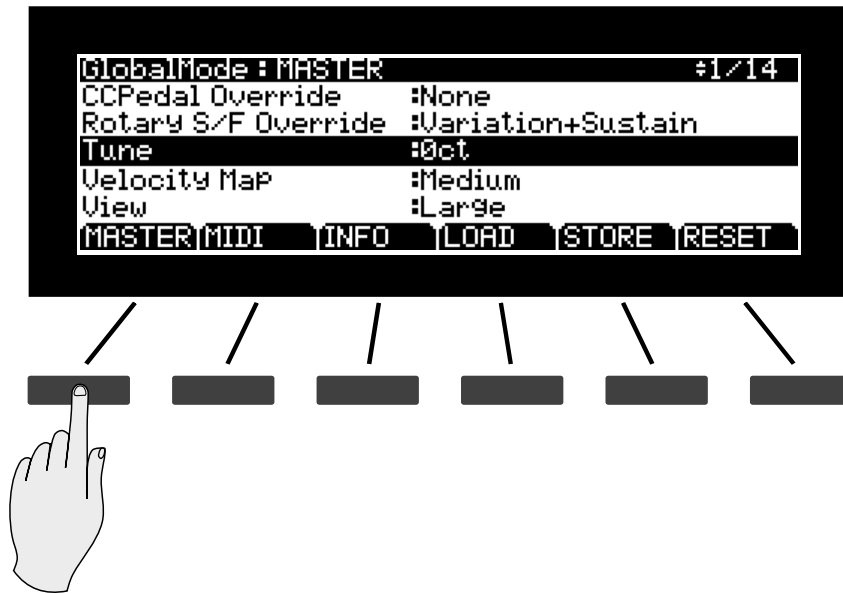 GlobalMode : MASTER 1/14
CCPedal Override :None
Rotary S/F Override :Variation+Sustain
Tune :0ct
Velocity Map :Medium
View :Large
MASTER MIDI INFO LOAD STORE RESET